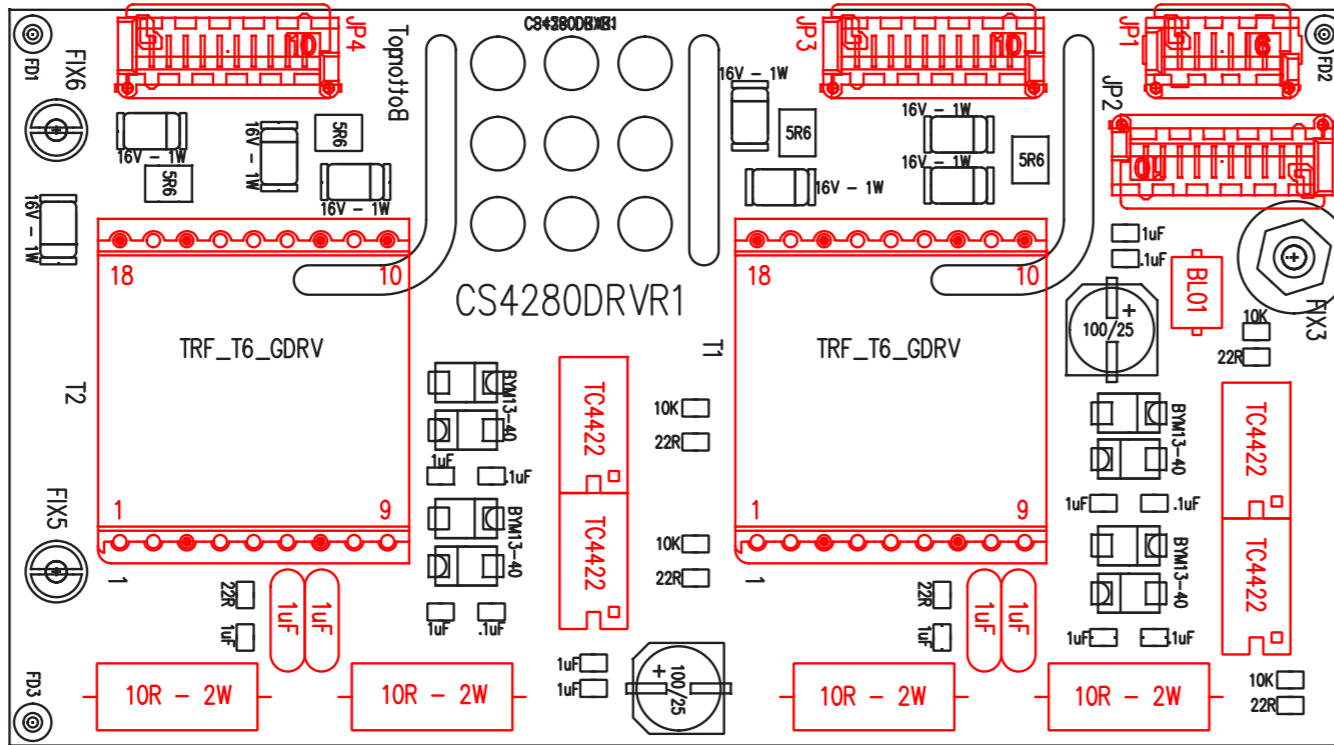 CS4280DRVR1
JP4
JP3
JP1
FD1
FIX6
10
Topmotto8
10
6
FD2
16V - 1W
5R6
16V - 1W
16V - 1W
5R6
16V - 1W
16V - 1W
16V - 1W
5R6
16V - 1W
16V - 1W
16V - 1W
5R6
JP2
10
18
10
18
10
1uF
.1uF
BL01
FIX3
CS4280DRVR1
100/25
+
10K
22R
TRF_T6_GDRV
TRF_T6_GDRV
T2
T1
BYM13-40
TC4422
10K
22R
BYM13-40
TC4422
1uF
.1uF
1uF
.1uF
FIX5
1
9
1
9
BYM13-40
TC4422
10K
22R
BYM13-40
TC4422
1
1
22R
1uF
1uF
1uF
1uF
.1uF
22R
1uF
1uF
1uF
1uF
.1uF
FD3
10R - 2W
10R - 2W
1uF
1uF
+
100/25
10R - 2W
10R - 2W
10K
22R